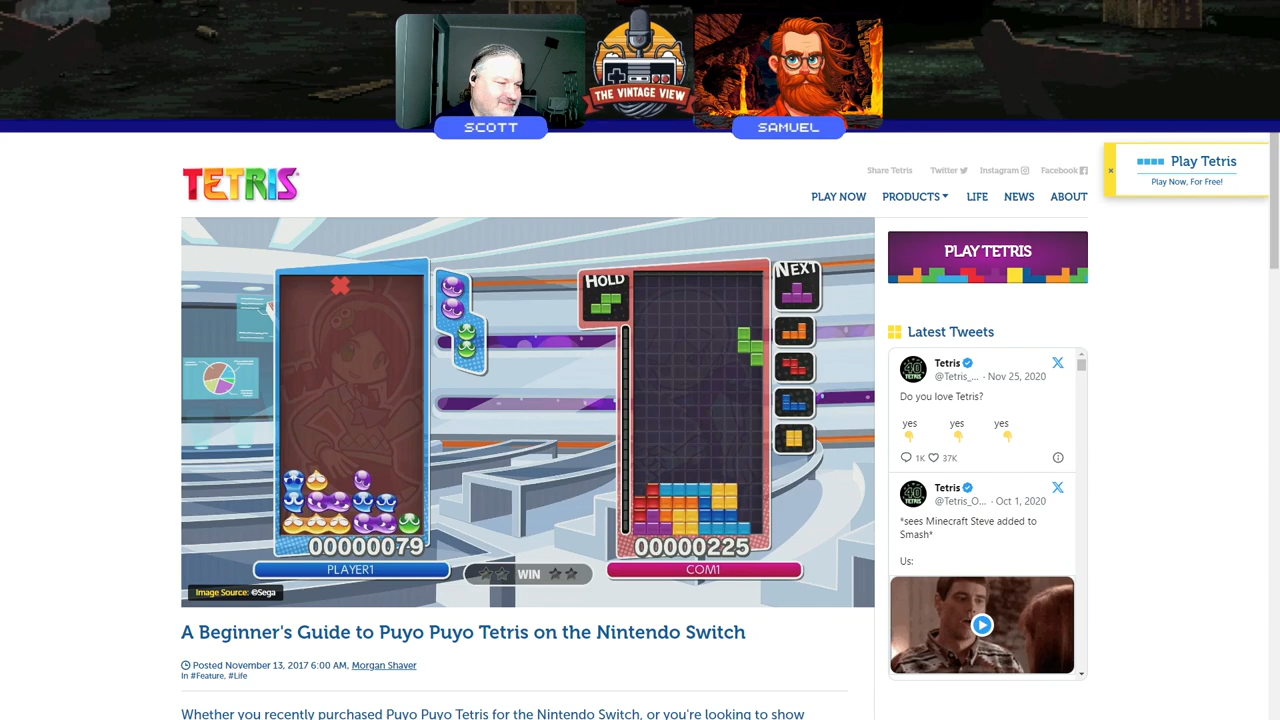 THE VINTAGE VIEW
SCOTT
SAMUEL
TETRIS
Share Tetris Twitter Instagram Facebook
PLAY NOW PRODUCTS LIFE NEWS ABOUT
× Play Tetris
Play Now, For Free!
HOLD
NEXT
00000079
00000225
PLAYER1
WIN
COM1
Image Source: ©Sega
PLAY TETRIS
Latest Tweets
Tetris
@Tetris_... · Nov 25, 2020
Do you love Tetris?
yes yes yes
1K 37K
Tetris
@Tetris_O... · Oct 1, 2020
*sees Minecraft Steve added to
Smash*
Us:
A Beginner's Guide to Puyo Puyo Tetris on the Nintendo Switch
Posted November 13, 2017 6:00 AM, Morgan Shaver
In #Feature, #Life
Whether you recently purchased Puyo Puyo Tetris for the Nintendo Switch, or you're looking to show